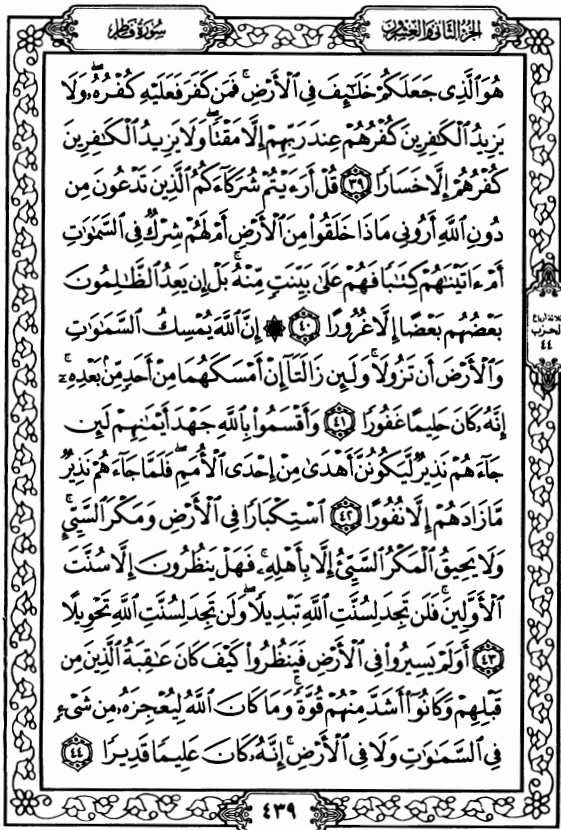 الجزء الثاني والعشرون
سورة فاطر
هُوَ ٱلَّذِى جَعَلَكُمْ خَلَـٰٓئِفَ فِى ٱلْأَرْضِ ۚ فَمَن كَفَرَ فَعَلَيْهِ كُفْرُهُۥ ۖ وَلَا
يَزِيدُ ٱلْكَـٰفِرِينَ كُفْرُهُمْ عِندَ رَبِّهِمْ إِلَّا مَقْتًا ۖ وَلَا يَزِيدُ ٱلْكَـٰفِرِينَ
كُفْرُهُمْ إِلَّا خَسَارًا ٣٩ قُلْ أَرَءَيْتُمْ شُرَكَآءَكُمُ ٱلَّذِينَ تَدْعُونَ مِن
دُونِ ٱللَّهِ أَرُونِى مَاذَا خَلَقُوا۟ مِنَ ٱلْأَرْضِ أَمْ لَهُمْ شِرْكٌ فِى ٱلسَّمَـٰوَٰتِ
أَمْ ءَاتَيْنَـٰهُمْ كِتَـٰبًا فَهُمْ عَلَىٰ بَيِّنَتٍ مِّنْهُ ۚ بَلْ إِن يَعِدُ ٱلظَّـٰلِمُونَ
بَعْضُهُم بَعْضًا إِلَّا غُرُورًا ٤٠ ۞ إِنَّ ٱللَّهَ يُمْسِكُ ٱلسَّمَـٰوَٰتِ
وَٱلْأَرْضَ أَن تَزُولَا ۚ وَلَئِن زَالَتَآ إِنْ أَمْسَكَهُمَا مِنْ أَحَدٍ مِّنۢ بَعْدِهِۦٓ ۚ
إِنَّهُۥ كَانَ حَلِيمًا غَفُورًا ٤١ وَأَقْسَمُوا۟ بِٱللَّهِ جَهْدَ أَيْمَـٰنِهِمْ لَئِن
جَآءَهُمْ نَذِيرٌ لَّيَكُونُنَّ أَهْدَىٰ مِنْ إِحْدَى ٱلْأُمَمِ ۖ فَلَمَّا جَآءَهُمْ نَذِيرٌ
مَّا زَادَهُمْ إِلَّا نُفُورًا ٤٢ ٱسْتِكْبَارًا فِى ٱلْأَرْضِ وَمَكْرَ ٱلسَّيِّئِ ۚ
وَلَا يَحِيقُ ٱلْمَكْرُ ٱلسَّيِّئُ إِلَّا بِأَهْلِهِۦ ۚ فَهَلْ يَنظُرُونَ إِلَّا سُنَّتَ
ٱلْأَوَّلِينَ ۚ فَلَن تَجِدَ لِسُنَّتِ ٱللَّهِ تَبْدِيلًا ۖ وَلَن تَجِدَ لِسُنَّتِ ٱللَّهِ تَحْوِيلًا
٤٣ أَوَلَمْ يَسِيرُوا۟ فِى ٱلْأَرْضِ فَيَنظُرُوا۟ كَيْفَ كَانَ عَـٰقِبَةُ ٱلَّذِينَ مِن
قَبْلِهِمْ وَكَانُوٓا۟ أَشَدَّ مِنْهُمْ قُوَّةً ۚ وَمَا كَانَ ٱللَّهُ لِيُعْجِزَهُۥ مِن شَىْءٍ
فِى ٱلسَّمَـٰوَٰتِ وَلَا فِى ٱلْأَرْضِ ۚ إِنَّهُۥ كَانَ عَلِيمًا قَدِيرًا ٤٤
ثلاثة أرباع
الحزب
٤٤
٤٣٩